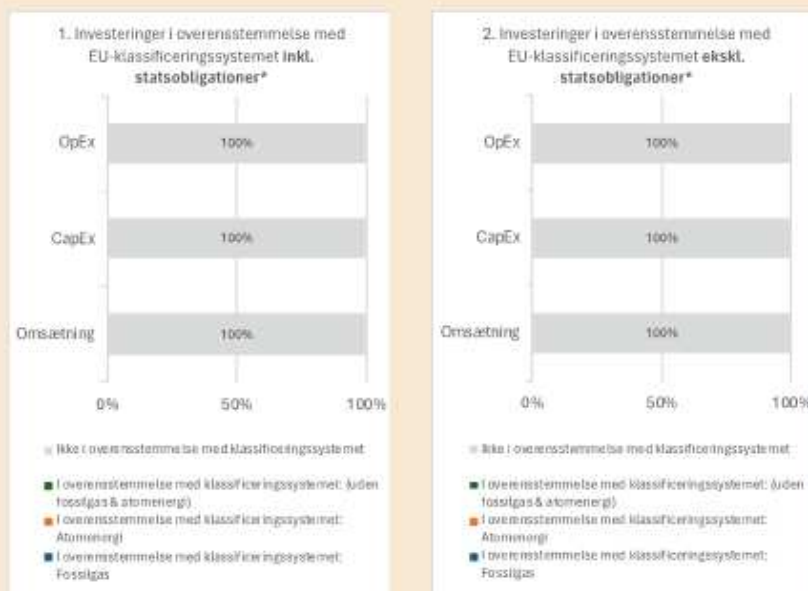 1. Investeringer i overensstemmelse med
EU-klassificeringssystemet inkl.
statsobligationer*
OpEx
100%
CapEx
100%
Omsætning
100%
0%
50%
100%
Ikke i overensstemmelse med klassificeringssystemet
I overensstemmelse med klassificeringssystemet: (uden
fossilgas & atomenergi)
I overensstemmelse med klassificeringssystemet:
Atomenergi
I overensstemmelse med klassificeringssystemet:
Fossilgas
2. Investeringer i overensstemmelse med
EU-klassificeringssystemet ekskl.
statsobligationer*
OpEx
100%
CapEx
100%
Omsætning
100%
0%
50%
100%
Ikke i overensstemmelse med klassificeringssystemet
I overensstemmelse med klassificeringssystemet: (uden
fossilgas & atomenergi)
I overensstemmelse med klassificeringssystemet:
Atomenergi
I overensstemmelse med klassificeringssystemet:
Fossilgas